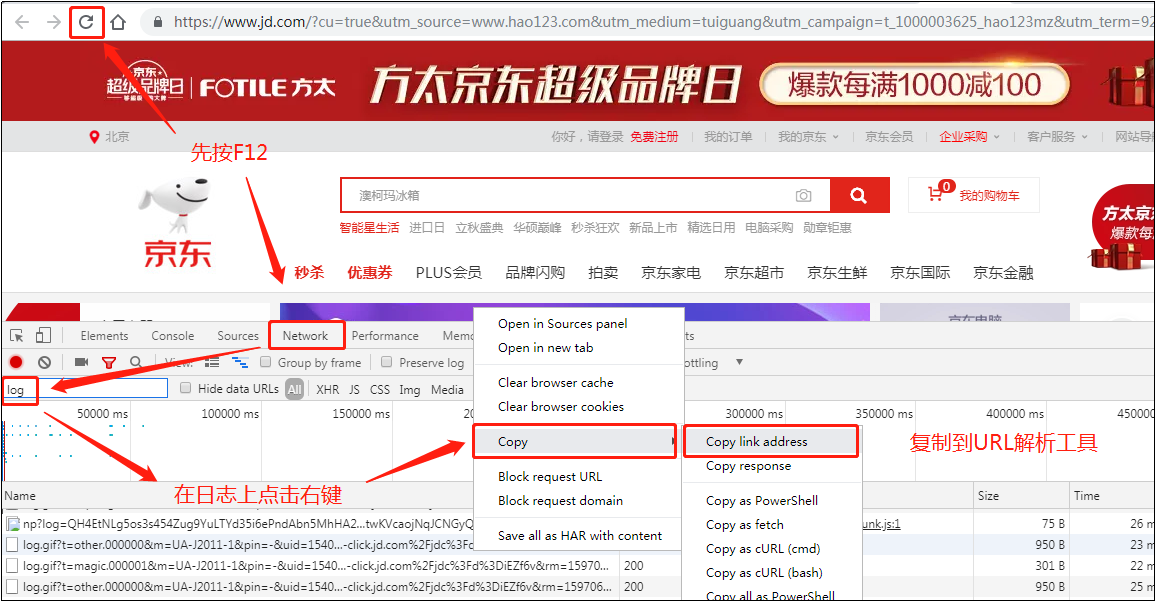 https://www.jd.com/?cu=true&utm_source=www.hao123.com&utm_medium=tuiguang&utm_campaign=t_1000003625_hao123mz&utm_term=92
京东
超级品牌日
FOTILE 方太
方太京东超级品牌日
爆款每满1000减100
北京
你好，请登录 免费注册 我的订单 我的京东 京东会员 企业采购 客户服务 网站导
先按F12
澳柯玛冰箱
0 我的购物车
智能星生活 进口日 立秋盛典 华硕巅峰 秒杀狂欢 新品上市 精选日用 电脑采购 勋章钜惠
京东
方太京
爆款每
秒杀 优惠券 PLUS会员 品牌闪购 拍卖 京东家电 京东超市 京东生鲜 京东国际 京东金融
京东电脑
Elements Console Sources Network Performance Memo ts
View: Group by frame Preserve log ottling
log Hide data URLs All XHR JS CSS Img Media
50000 ms 100000 ms 150000 ms 20 300000 ms 350000 ms 400000 ms 45000
Open in Sources panel
Open in new tab
Clear browser cache
Clear browser cookies
Copy
Block request URL
Block request domain
Save all as HAR with content
Copy link address
Copy response
Copy as PowerShell
Copy as fetch
Copy as cURL (cmd)
Copy as cURL (bash)
Copy all as PowerShell
复制到URL解析工具
在日志上点击右键
Name Size Time
np?log=QH4EtNLg5os3s454Zug9YuLTYd35i6ePndAbn5MhHA2...twKVcaojNqJCNGyQ unk.js:1 75 B 26 m
log.gif?t=other.000000&m=UA-J2011-1&pin=-&uid=1540...-click.jd.com%2Fjdc%3Fd 950 B 23 m
log.gif?t=magic.000001&m=UA-J2011-1&pin=-&uid=1540...-click.jd.com%2Fjdc%3Fd%3DiEZf6v&rm=15970... 200 301 B 22 m
log.gif?t=other.000000&m=UA-J2011-1&pin=-&uid=1540...-click.jd.com%2Fjdc%3Fd%3DiEZf6v&rm=159706... 200 950 B 25 m